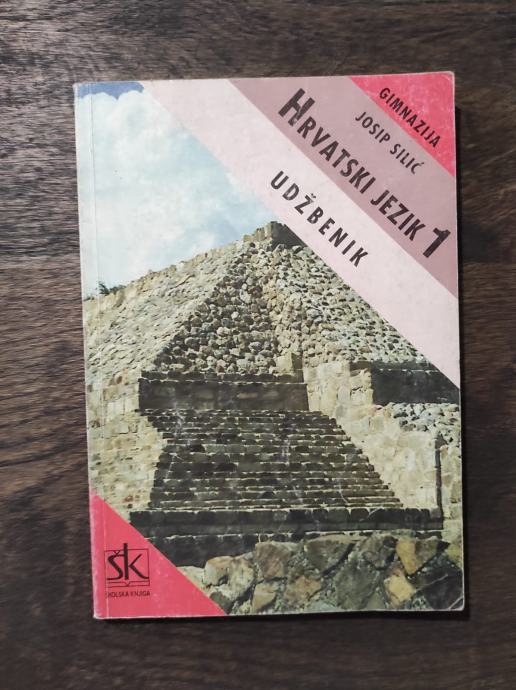 GIMNAZIJA
JOSIP SILIĆ
HRVATSKI JEZIK 1
UDŽBENIK
šk
ŠKOLSKA KNJIGA